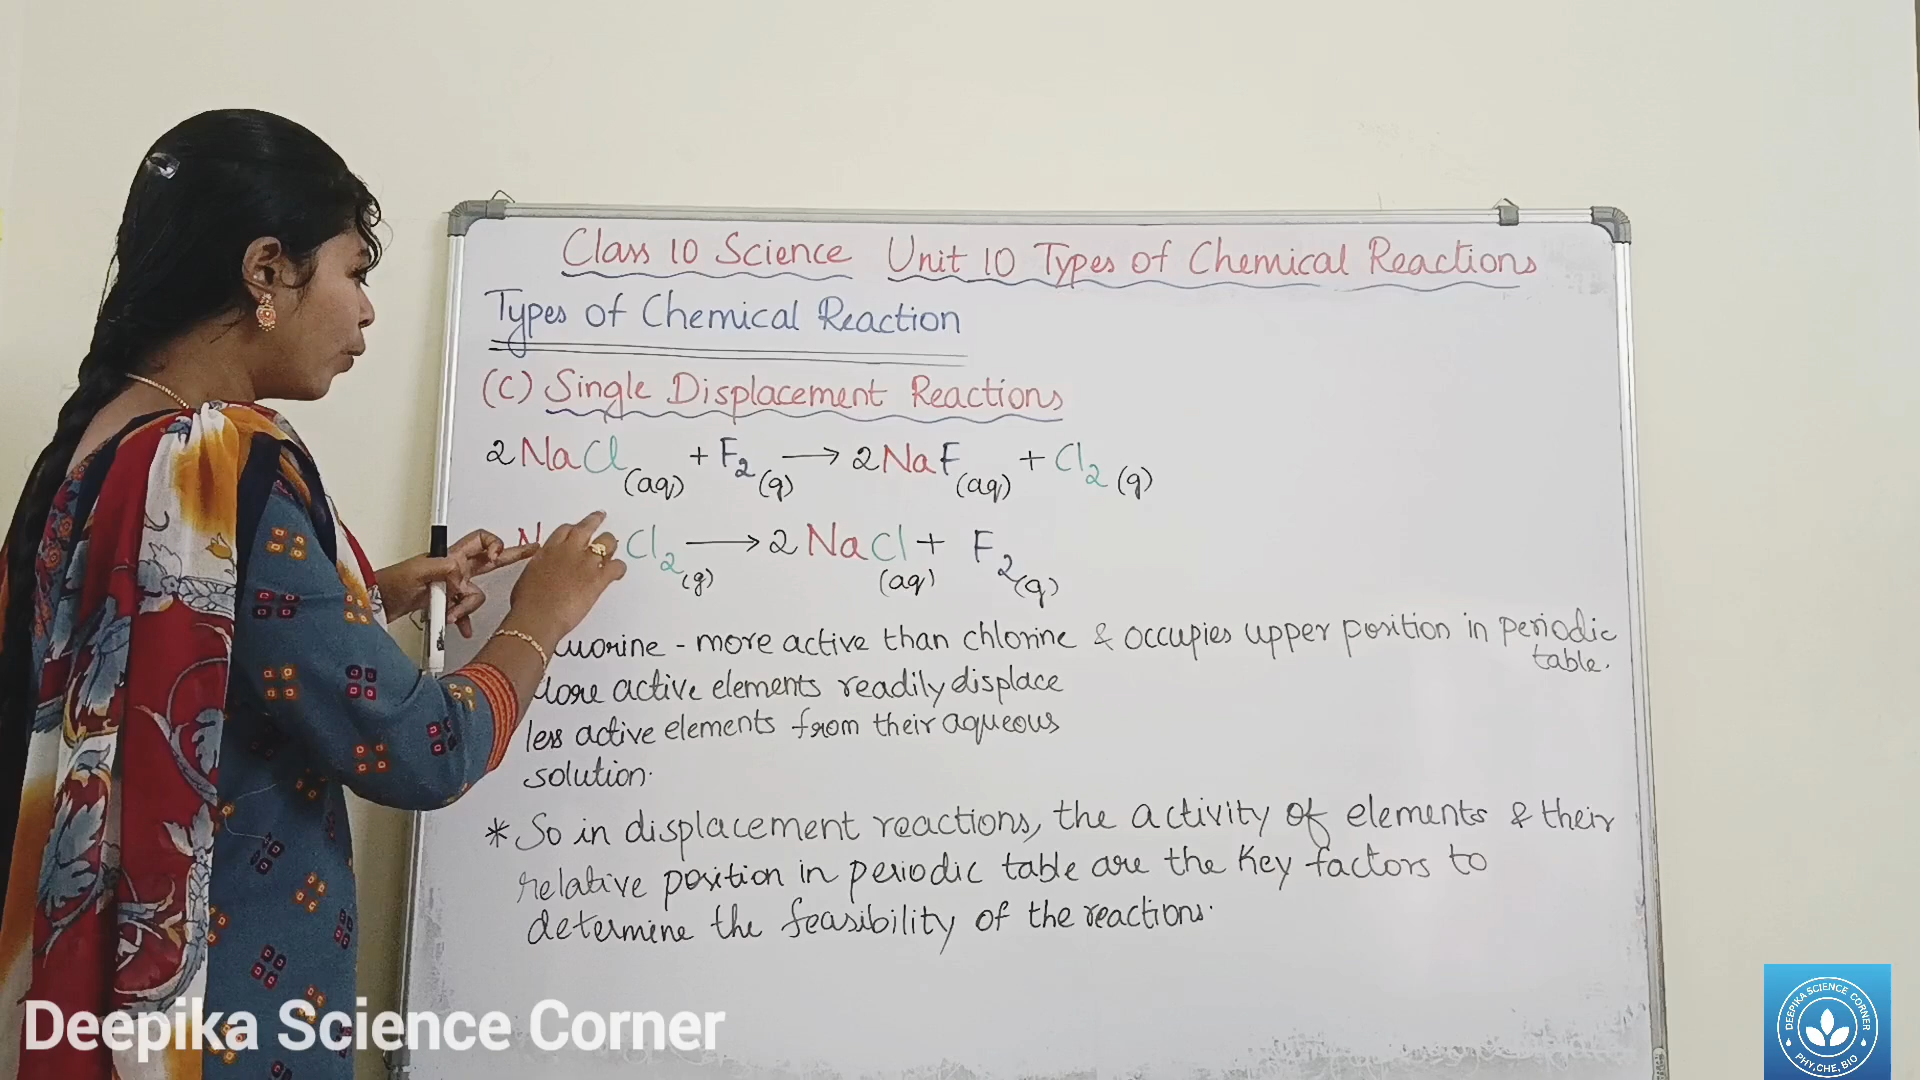 Class 10 Science Unit 10 Types of Chemical Reactions
Types of Chemical Reaction
(C) Single Displacement Reactions
2NaCl(aq) + F2(g) → 2NaF(aq) + Cl2(g)
Cl2(g) → 2NaCl(aq) + F2(g)
uorine - more active than chlorine & occupies upper position in periodic
table.
More active elements readily displace
less active elements from their aqueous
solution.
* So in displacement reactions, the activity of elements & their
relative position in periodic table are the key factors to
determine the feasibility of the reactions.
Deepika Science Corner
DEEPIKA SCIENCE CORNER
PHY, CHE, BIO